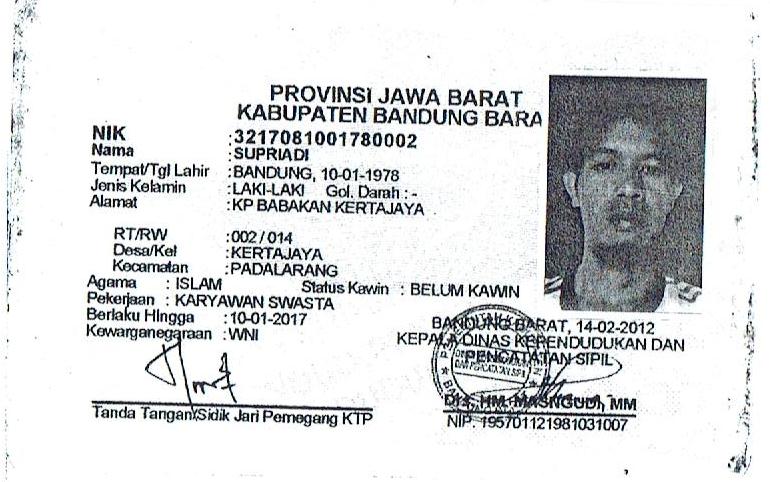 PROVINSI JAWA BARAT
KABUPATEN BANDUNG BARA
NIK :3217081001780002
Nama :SUPRIADI
Tempat/Tgl Lahir :BANDUNG, 10-01-1978
Jenis Kelamin :LAKI-LAKI Gol. Darah : -
Alamat :KP BABAKAN KERTAJAYA
RT/RW :002 / 014
Desa/Kel :KERTAJAYA
Kecamatan :PADALARANG
Agama : ISLAM Status Kawin : BELUM KAWIN
Pekerjaan : KARYAWAN SWASTA
Berlaku Hingga :10-01-2017
Kewarganegaraan :WNI
BANDUNG BARAT, 14-02-2012
KEPALA DINAS KEPENDUDUKAN DAN
PENCATATAN SIPIL
Drs. HM. MASNGUDI, MM
NIP. 195701121981031007
Tanda Tangan/Sidik Jari Pemegang KTP